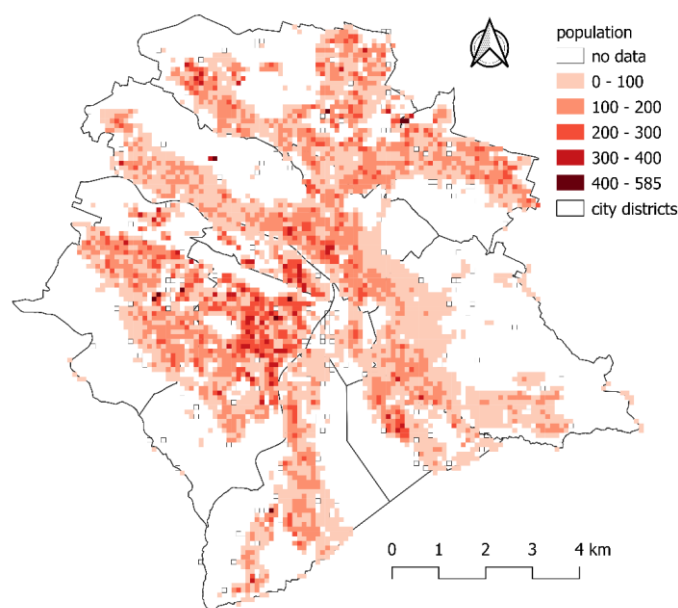 population
no data
0 - 100
100 - 200
200 - 300
300 - 400
400 - 585
city districts
0 1 2 3 4 km